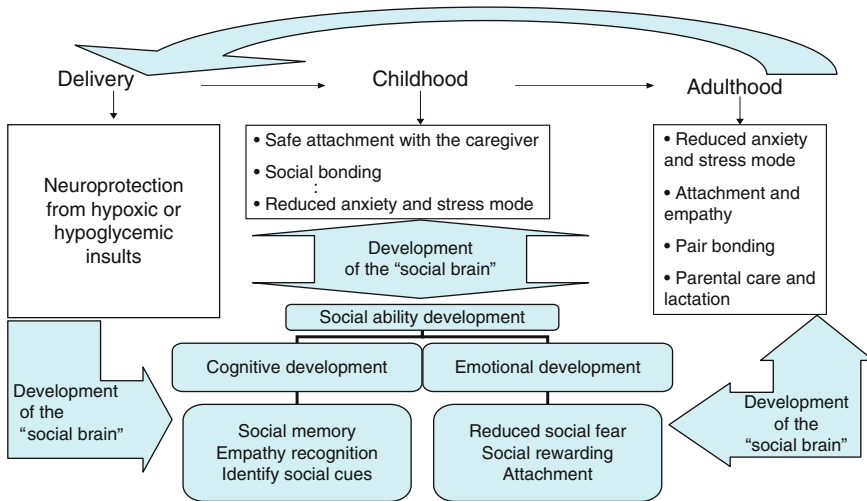 Delivery
Childhood
Adulthood
Neuroprotection
from hypoxic or
hypoglycemic
insults
• Safe attachment with the caregiver
• Social bonding
:
• Reduced anxiety and stress mode
• Reduced anxiety
and stress mode
• Attachment and
empathy
• Pair bonding
• Parental care and
lactation
Development
of the “social brain”
Social ability development
Cognitive development
Emotional development
Development
of the
“social brain”
Social memory
Empathy recognition
Identify social cues
Reduced social fear
Social rewarding
Attachment
Development
of the
“social brain”